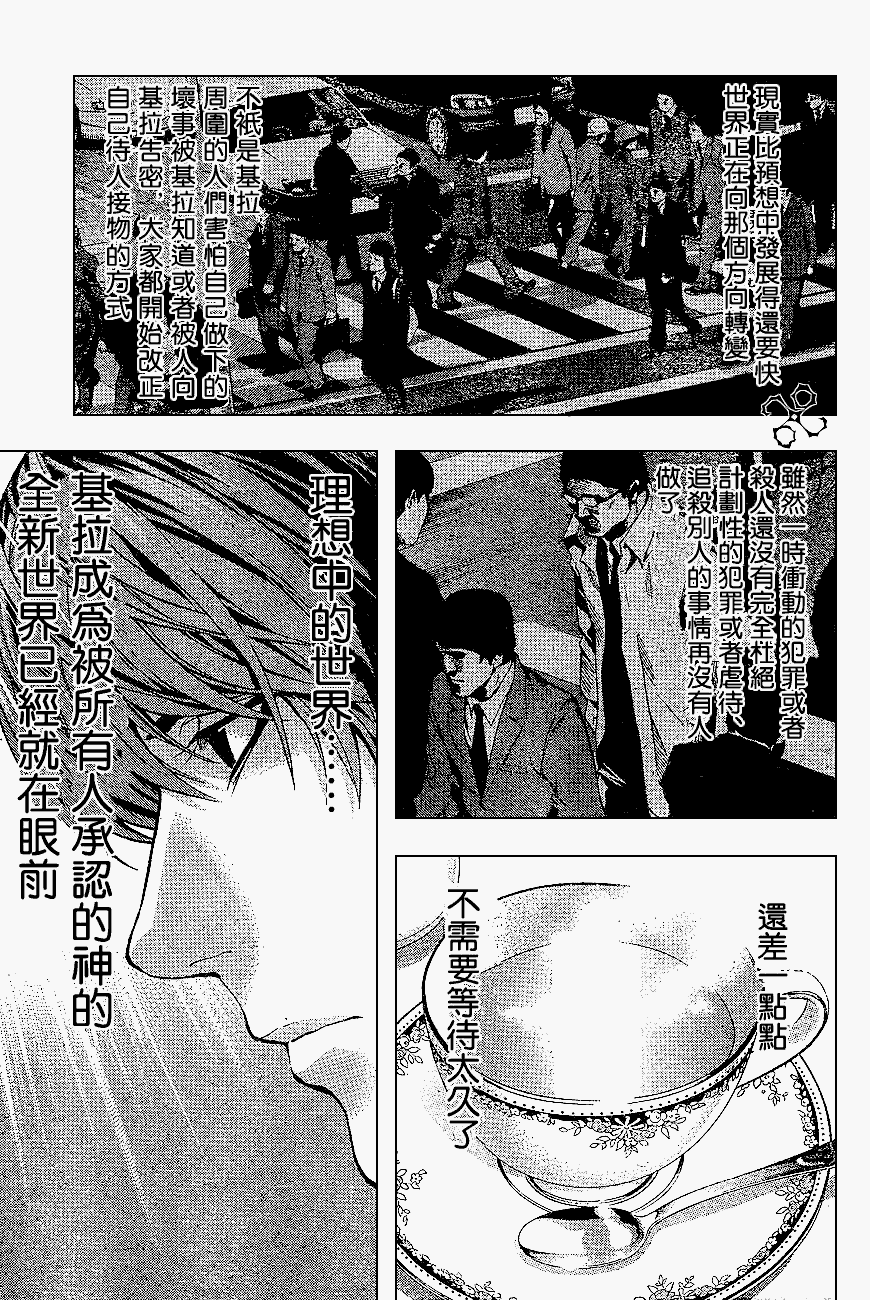 現實比預想中發展得還要快
世界正在向那個方向轉變
不祇是基拉
周圍的人們害怕自己做下的
壞事被基拉知道或者被人向
基拉告密，大家都開始改正
自己待人接物的方式
雖然一時衝動的犯罪或者
殺人還沒有完全杜絕
計劃性的犯罪或者虐待、
追殺別人的事情再沒有人
做了
還差一點點
不需要等待太久了
理想中的世界……
基拉成為被所有人承認的神的
全新世界已經就在眼前